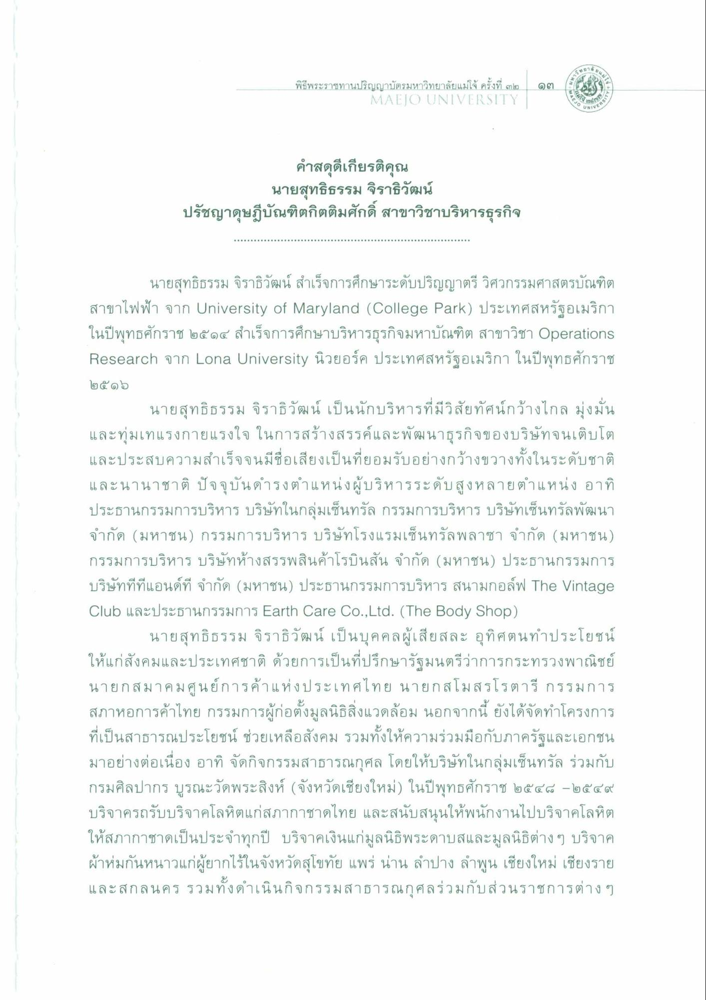 พิธีพระราชทานปริญญาบัตรมหาวิทยาลัยแม่โจ้ ครั้งที่ ๓๒
๑๓
MAEJO UNIVERSITY
มหาวิทยาลัยแม่โจ้
แม่โจ้ ๒๔๗๗
MAEJO UNIVERSITY
คำสดุดีเกียรติคุณ
นายสุทธิธรรม จิราธิวัฒน์
ปรัชญาดุษฎีบัณฑิตกิตติมศักดิ์ สาขาวิชาบริหารธุรกิจ
........................................................................
นายสุทธิธรรม จิราธิวัฒน์ สำเร็จการศึกษาระดับปริญญาตรี วิศวกรรมศาสตรบัณฑิต
สาขาไฟฟ้า จาก University of Maryland (College Park) ประเทศสหรัฐอเมริกา
ในปีพุทธศักราช ๒๕๑๔ สำเร็จการศึกษาบริหารธุรกิจมหาบัณฑิต สาขาวิชา Operations
Research จาก Lona University นิวยอร์ค ประเทศสหรัฐอเมริกา ในปีพุทธศักราช
๒๕๑๖
นายสุทธิธรรม จิราธิวัฒน์ เป็นนักบริหารที่มีวิสัยทัศน์กว้างไกล มุ่งมั่น
และทุ่มเทแรงกายแรงใจ ในการสร้างสรรค์และพัฒนาธุรกิจของบริษัทจนเติบโต
และประสบความสำเร็จจนมีชื่อเสียงเป็นที่ยอมรับอย่างกว้างขวางทั้งในระดับชาติ
และนานาชาติ ปัจจุบันดำรงตำแหน่งผู้บริหารระดับสูงหลายตำแหน่ง อาทิ
ประธานกรรมการบริหาร บริษัทในกลุ่มเซ็นทรัล กรรมการบริหาร บริษัทเซ็นทรัลพัฒนา
จำกัด (มหาชน) กรรมการบริหาร บริษัทโรงแรมเซ็นทรัลพลาซา จำกัด (มหาชน)
กรรมการบริหาร บริษัทห้างสรรพสินค้าโรบินสัน จำกัด (มหาชน) ประธานกรรมการ
บริษัททีทีแอนด์ที จำกัด (มหาชน) ประธานกรรมการบริหาร สนามกอล์ฟ The Vintage
Club และประธานกรรมการ Earth Care Co.,Ltd. (The Body Shop)
นายสุทธิธรรม จิราธิวัฒน์ เป็นบุคคลผู้เสียสละ อุทิศตนทำประโยชน์
ให้แก่สังคมและประเทศชาติ ด้วยการเป็นที่ปรึกษารัฐมนตรีว่าการกระทรวงพาณิชย์
นายกสมาคมศูนย์การค้าแห่งประเทศไทย นายกสโมสรโรตารี กรรมการ
สภาหอการค้าไทย กรรมการผู้ก่อตั้งมูลนิธิสิ่งแวดล้อม นอกจากนี้ ยังได้จัดทำโครงการ
ที่เป็นสาธารณประโยชน์ ช่วยเหลือสังคม รวมทั้งให้ความร่วมมือกับภาครัฐและเอกชน
มาอย่างต่อเนื่อง อาทิ จัดกิจกรรมสาธารณกุศล โดยให้บริษัทในกลุ่มเซ็นทรัล ร่วมกับ
กรมศิลปากร บูรณะวัดพระสิงห์ (จังหวัดเชียงใหม่) ในปีพุทธศักราช ๒๕๔๘ –๒๕๔๙
บริจาครถรับบริจาคโลหิตแก่สภากาชาดไทย และสนับสนุนให้พนักงานไปบริจาคโลหิต
ให้สภากาชาดเป็นประจำทุกปี บริจาคเงินแก่มูลนิธิพระดาบสและมูลนิธิต่างๆ บริจาค
ผ้าห่มกันหนาวแก่ผู้ยากไร้ในจังหวัดสุโขทัย แพร่ น่าน ลำปาง ลำพูน เชียงใหม่ เชียงราย
และสกลนคร รวมทั้งดำเนินกิจกรรมสาธารณกุศลร่วมกับส่วนราชการต่างๆ